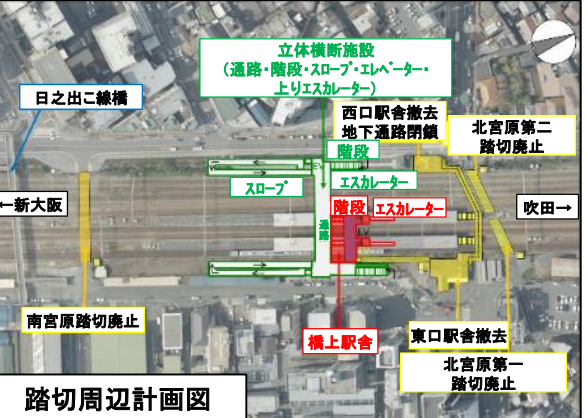 立体横断施設
（通路・階段・スロープ・エレベーター・
上りエスカレーター）
日之出こ線橋
西口駅舎撤去
地下通路閉鎖
北宮原第二
踏切廃止
階段
スロープ
エスカレーター
←新大阪
階段
エスカレーター
吹田→
通路
EV
南宮原踏切廃止
橋上駅舎
東口駅舎撤去
北宮原第一
踏切廃止
踏切周辺計画図